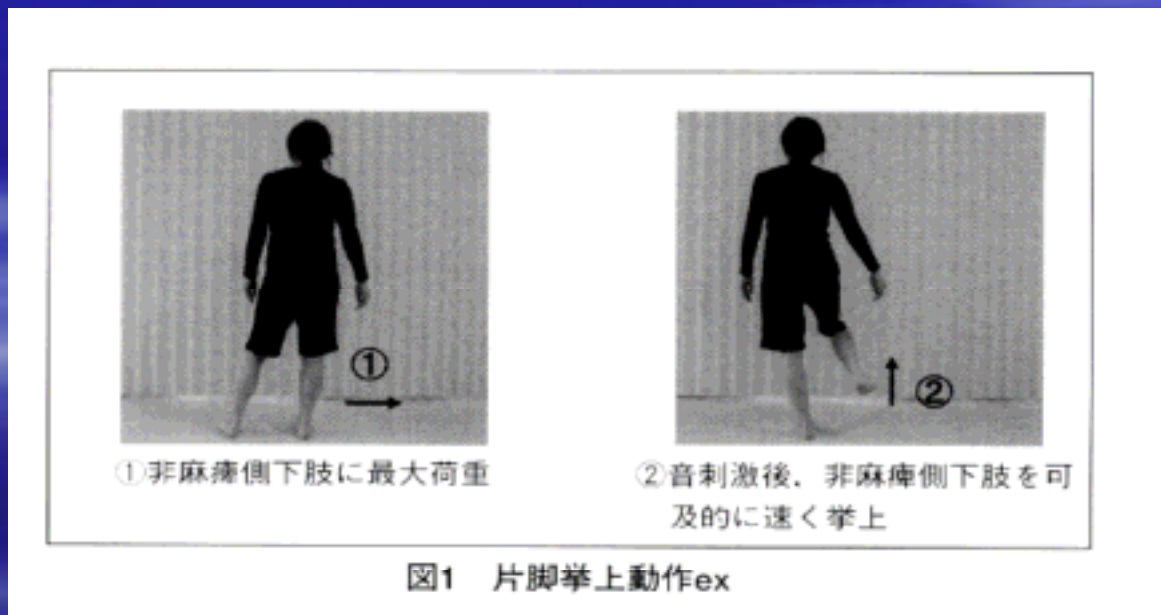 ①
②
①非麻痺側下肢に最大荷重
②音刺激後、非麻痺側下肢を可
及的に速く挙上
図1 片脚挙上動作ex